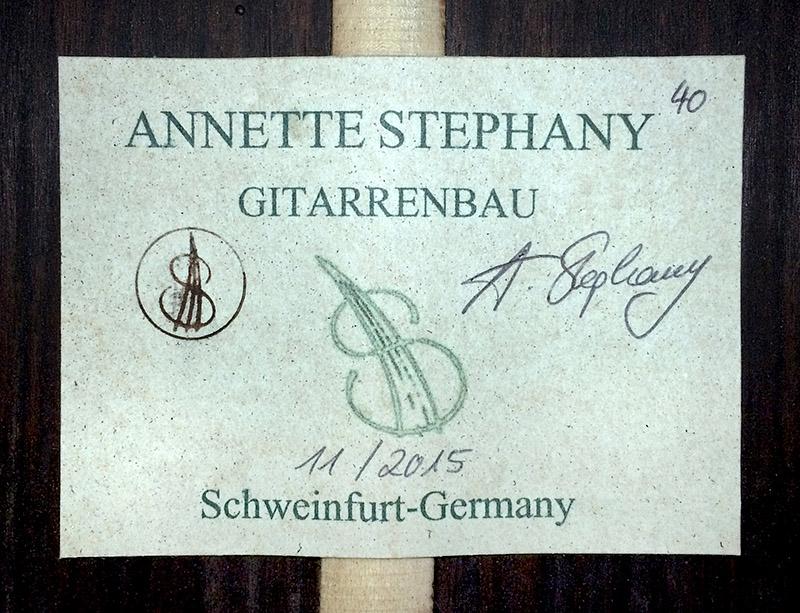 40
ANNETTE STEPHANY
GITARRENBAU
A. Stephany
11/2015
Schweinfurt-Germany